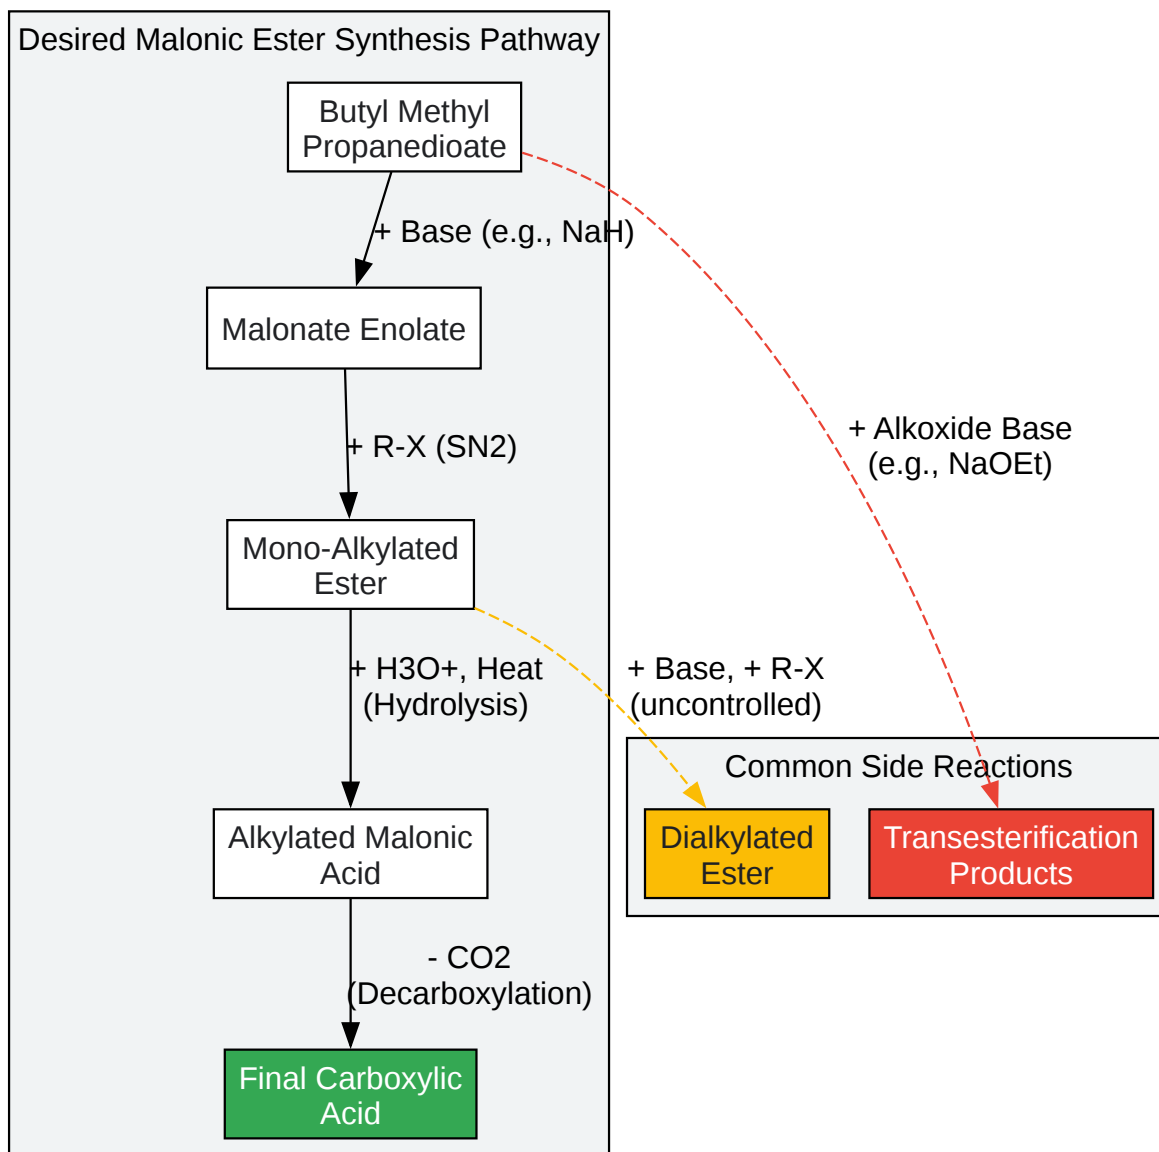 Desired Malonic Ester Synthesis Pathway
Butyl Methyl
Propanedioate
+ Base (e.g., NaH)
Malonate Enolate
+ Alkoxide Base
(e.g., NaOEt)
+ R-X (SN2)
Mono-Alkylated
Ester
+ H3O+, Heat
(Hydrolysis)
+ Base, + R-X
(uncontrolled)
Common Side Reactions
Alkylated Malonic
Acid
Dialkylated
Ester
Transesterification
Products
- CO2
(Decarboxylation)
Final Carboxylic
Acid